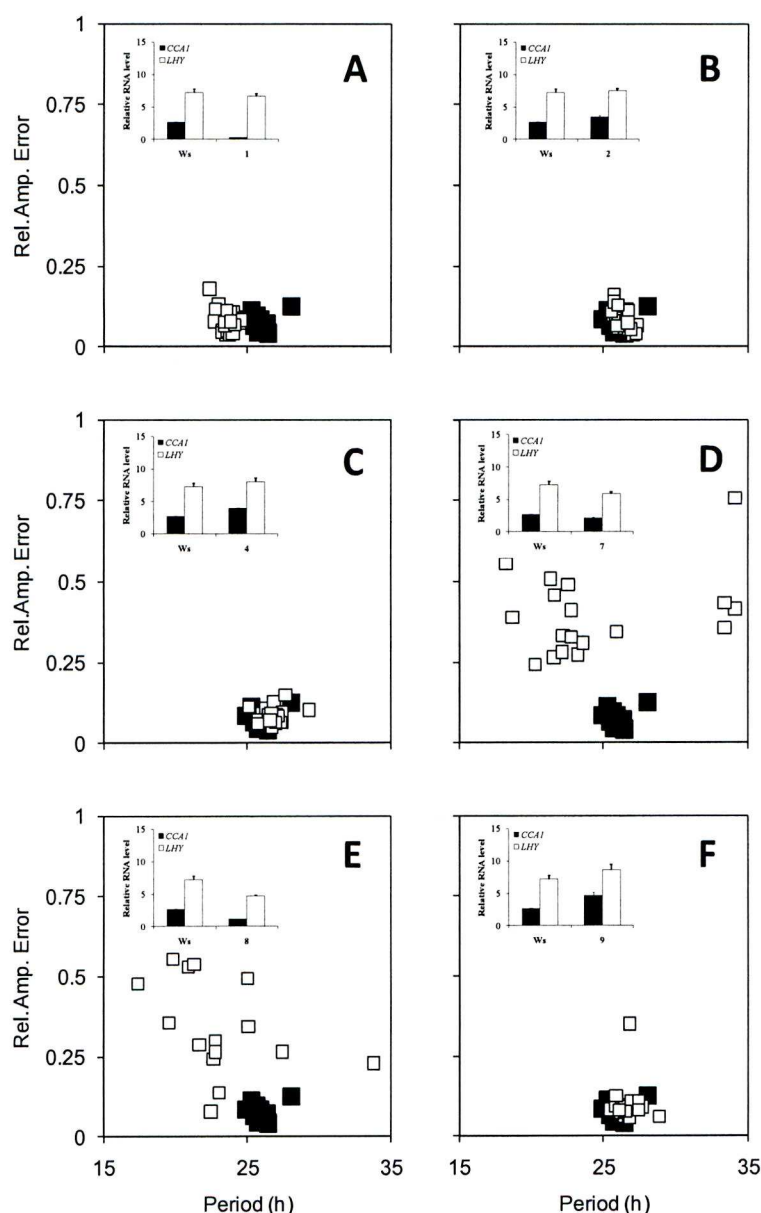 1
A
CCA1
LHY
15
10
5
0
Relative RNA level
Ws 1
0.75
0.5
0.25
0
Rel.Amp. Error
B
CCA1
LHY
15
10
5
0
Relative RNA level
Ws 2
1
C
CCA1
LHY
15
10
5
0
Relative RNA level
Ws 4
0.75
0.5
0.25
0
Rel.Amp. Error
D
CCA1
LHY
15
10
5
0
Relative RNA level
Ws 7
1
E
CCA1
LHY
15
10
5
0
Relative RNA level
Ws 8
0.75
0.5
0.25
0
Rel.Amp. Error
15 25 35
Period (h)
F
CCA1
LHY
15
10
5
0
Relative RNA level
Ws 9
15 25 35
Period (h)